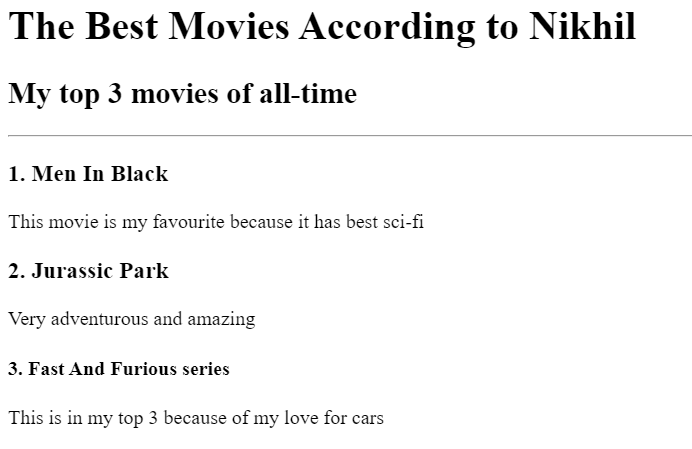 The Best Movies According to Nikhil
My top 3 movies of all-time
1. Men In Black
This movie is my favourite because it has best sci-fi
2. Jurassic Park
Very adventurous and amazing
3. Fast And Furious series
This is in my top 3 because of my love for cars